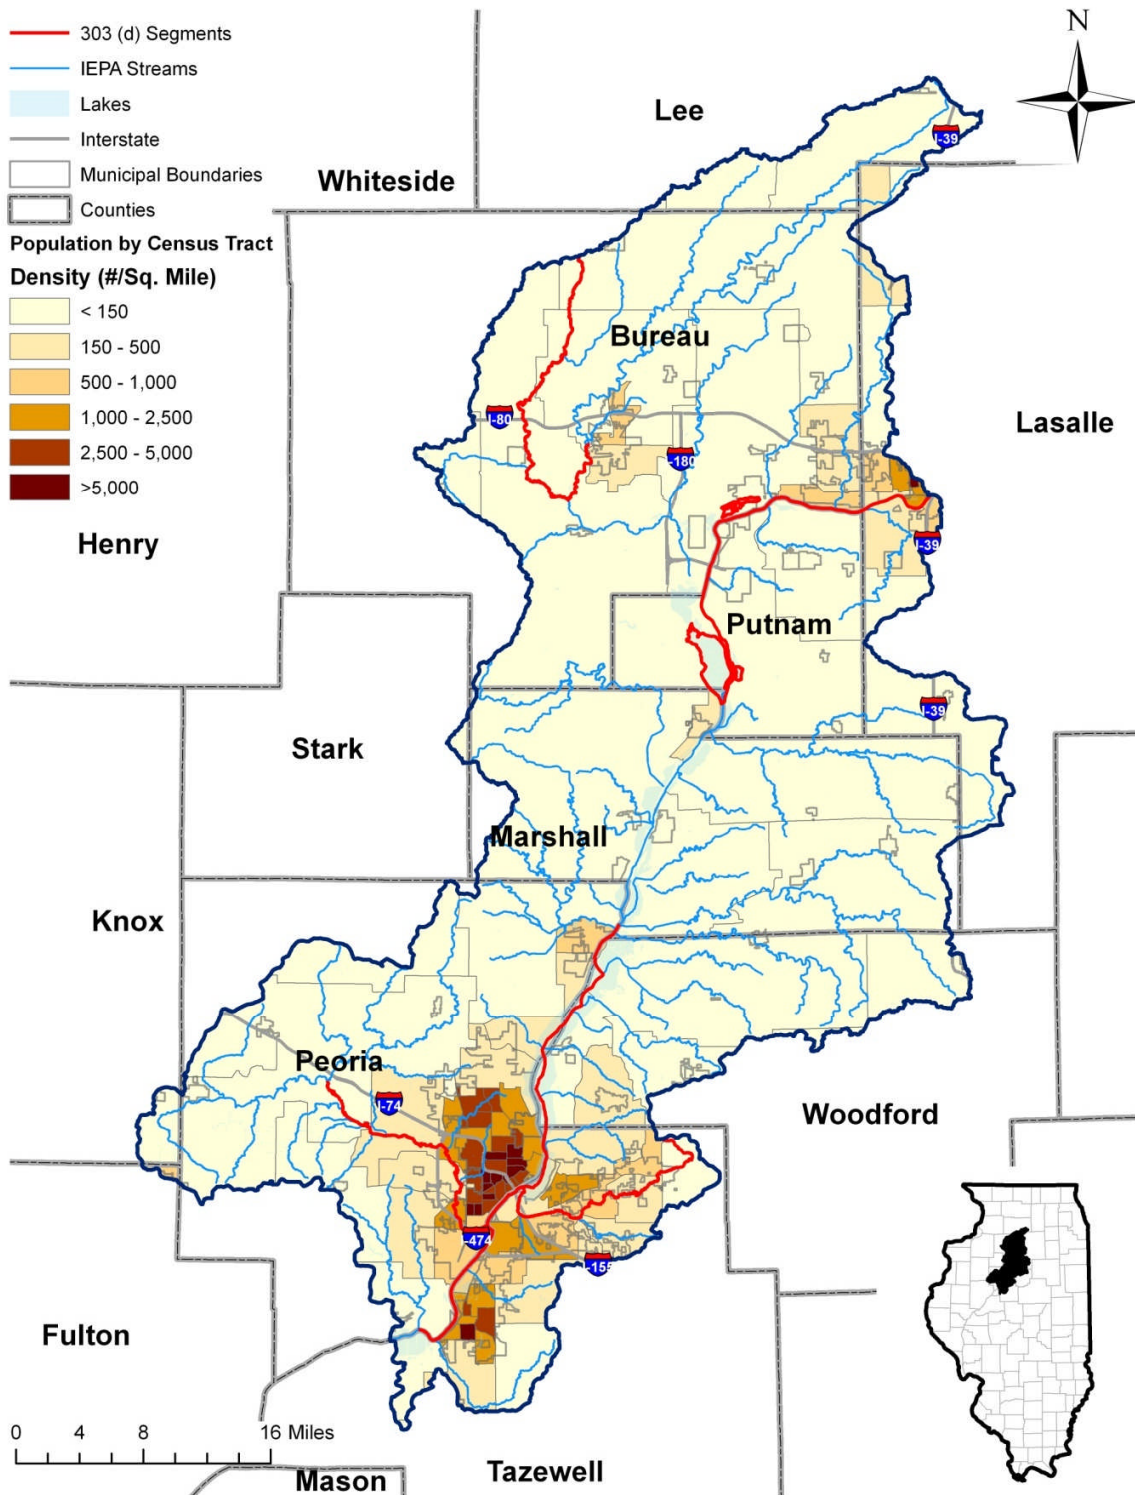 303 (d) Segments
IEPA Streams
Lakes
Interstate
Municipal Boundaries
Counties
Population by Census Tract
Density (#/Sq. Mile)
< 150
150 - 500
500 - 1,000
1,000 - 2,500
2,500 - 5,000
>5,000
N
Lee
I-39
Whiteside
Bureau
I-80
Lasalle
I-180
Henry
I-39
Putnam
I-39
Stark
Marshall
Knox
Peoria
I-74
Woodford
I-474
I-155
Fulton
0 4 8 16 Miles
Mason
Tazewell